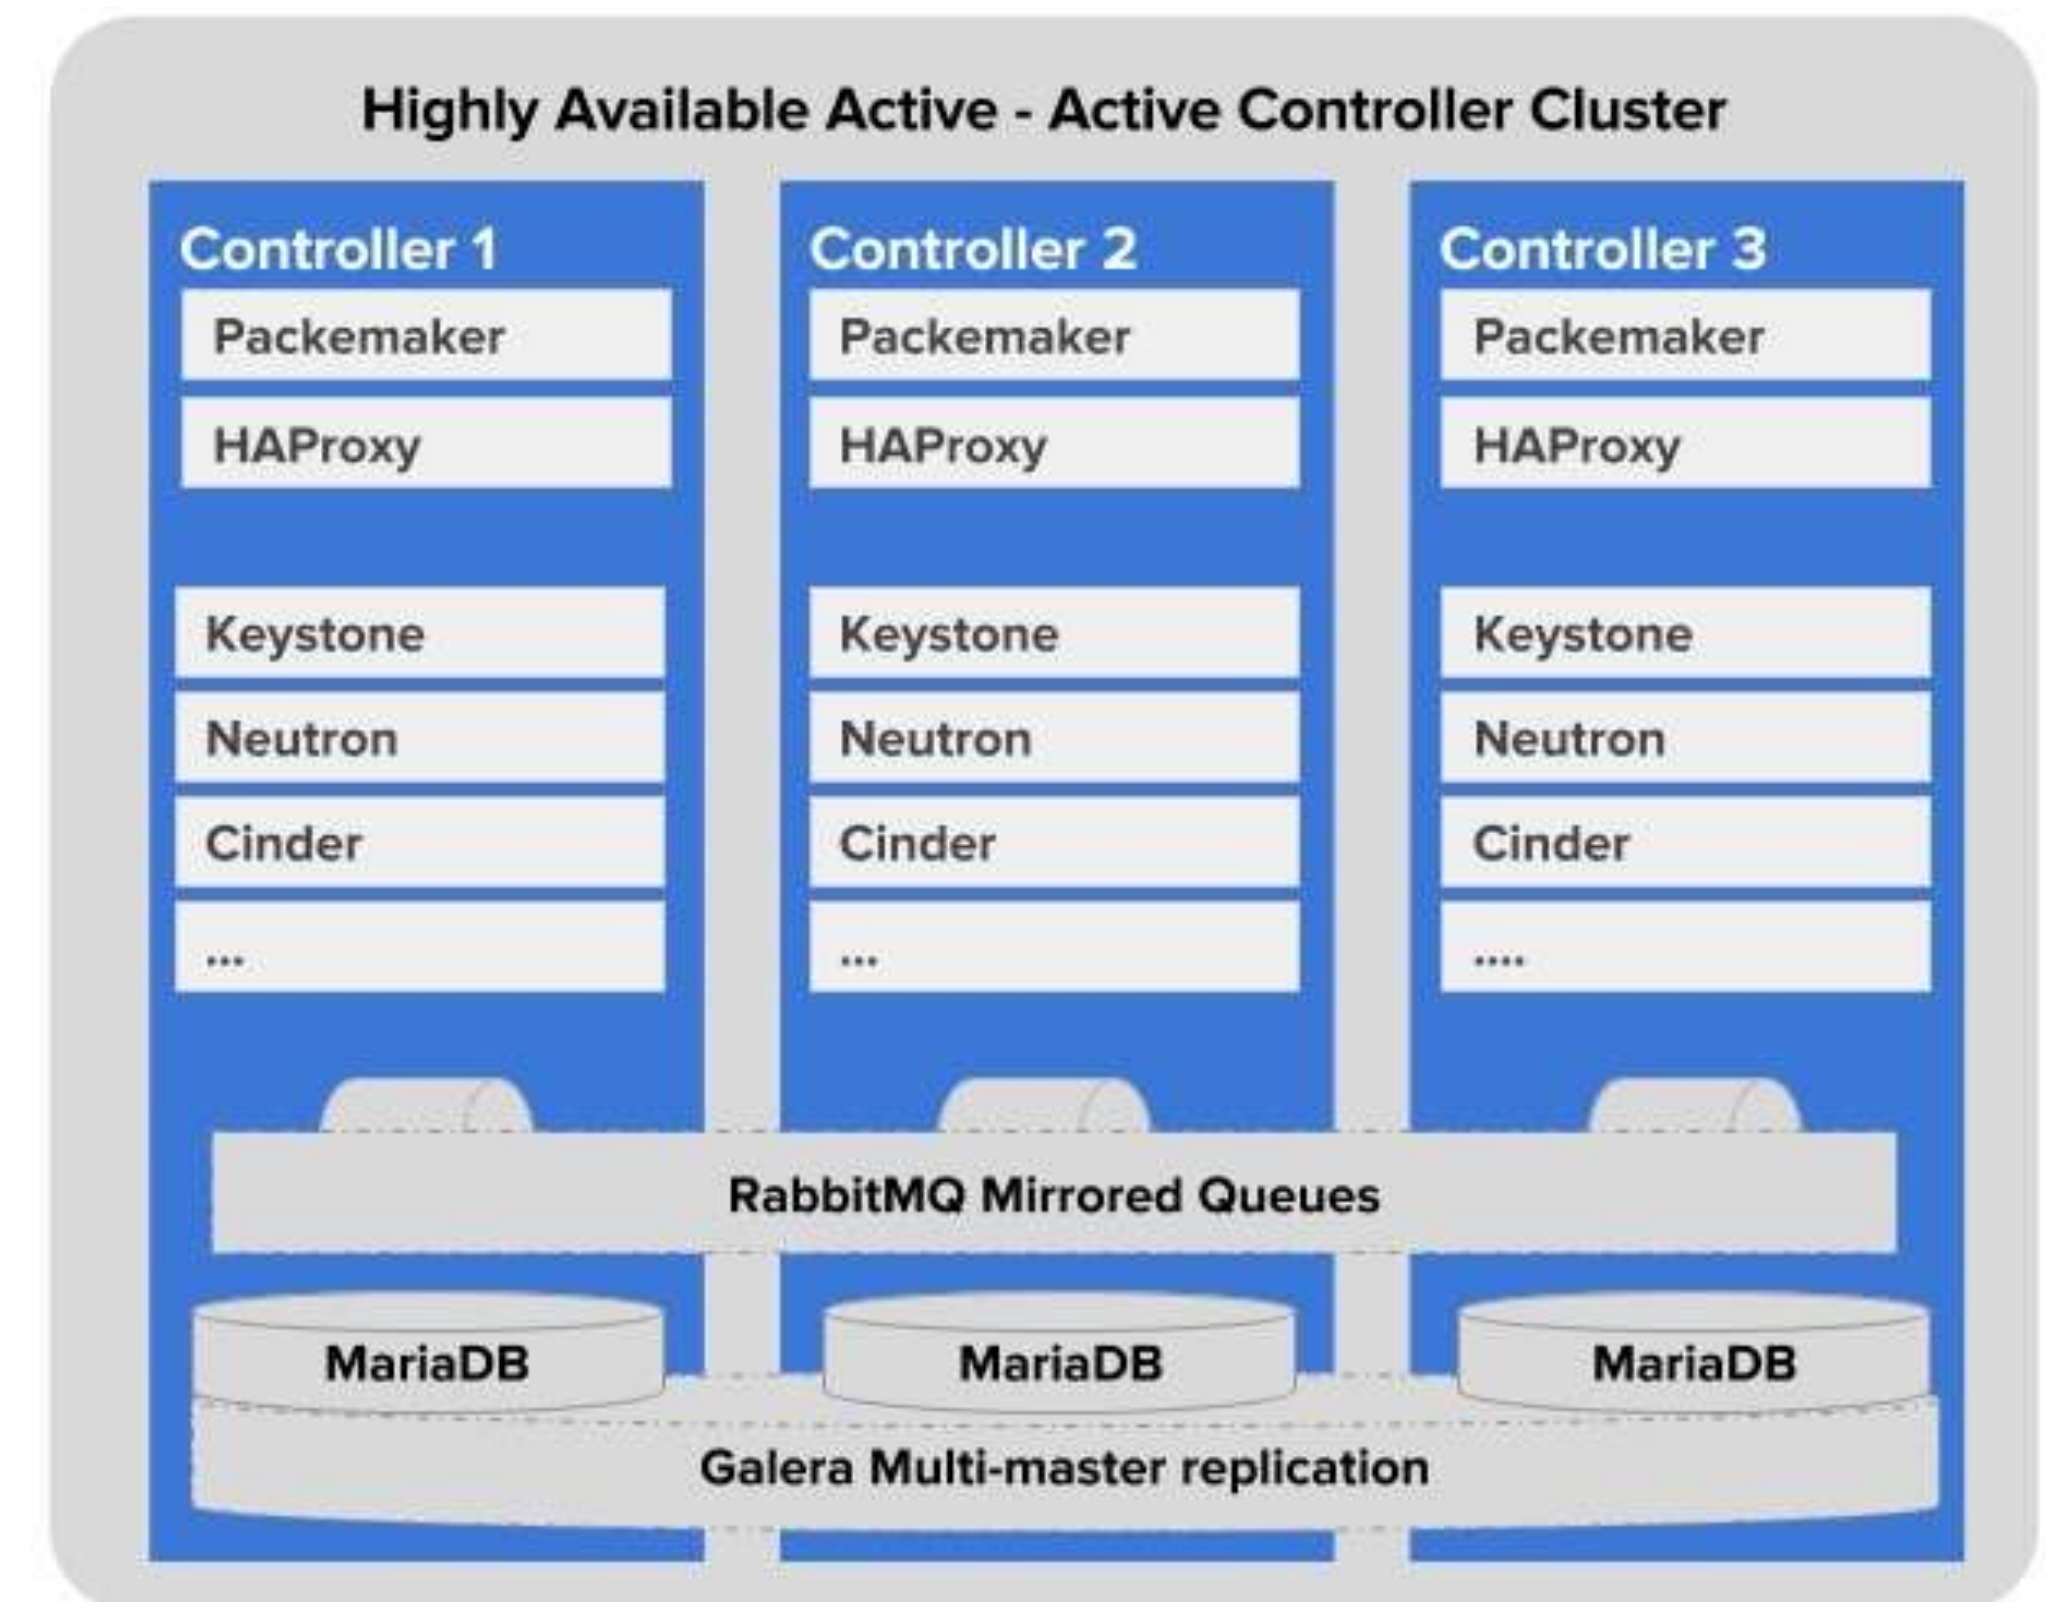 Highly Available Active - Active Controller Cluster
Controller 1
Packemaker
HAProxy
Keystone
Neutron
Cinder
...
Controller 2
Packemaker
HAProxy
Keystone
Neutron
Cinder
...
Controller 3
Packemaker
HAProxy
Keystone
Neutron
Cinder
....
RabbitMQ Mirrored Queues
MariaDB
MariaDB
MariaDB
Galera Multi-master replication